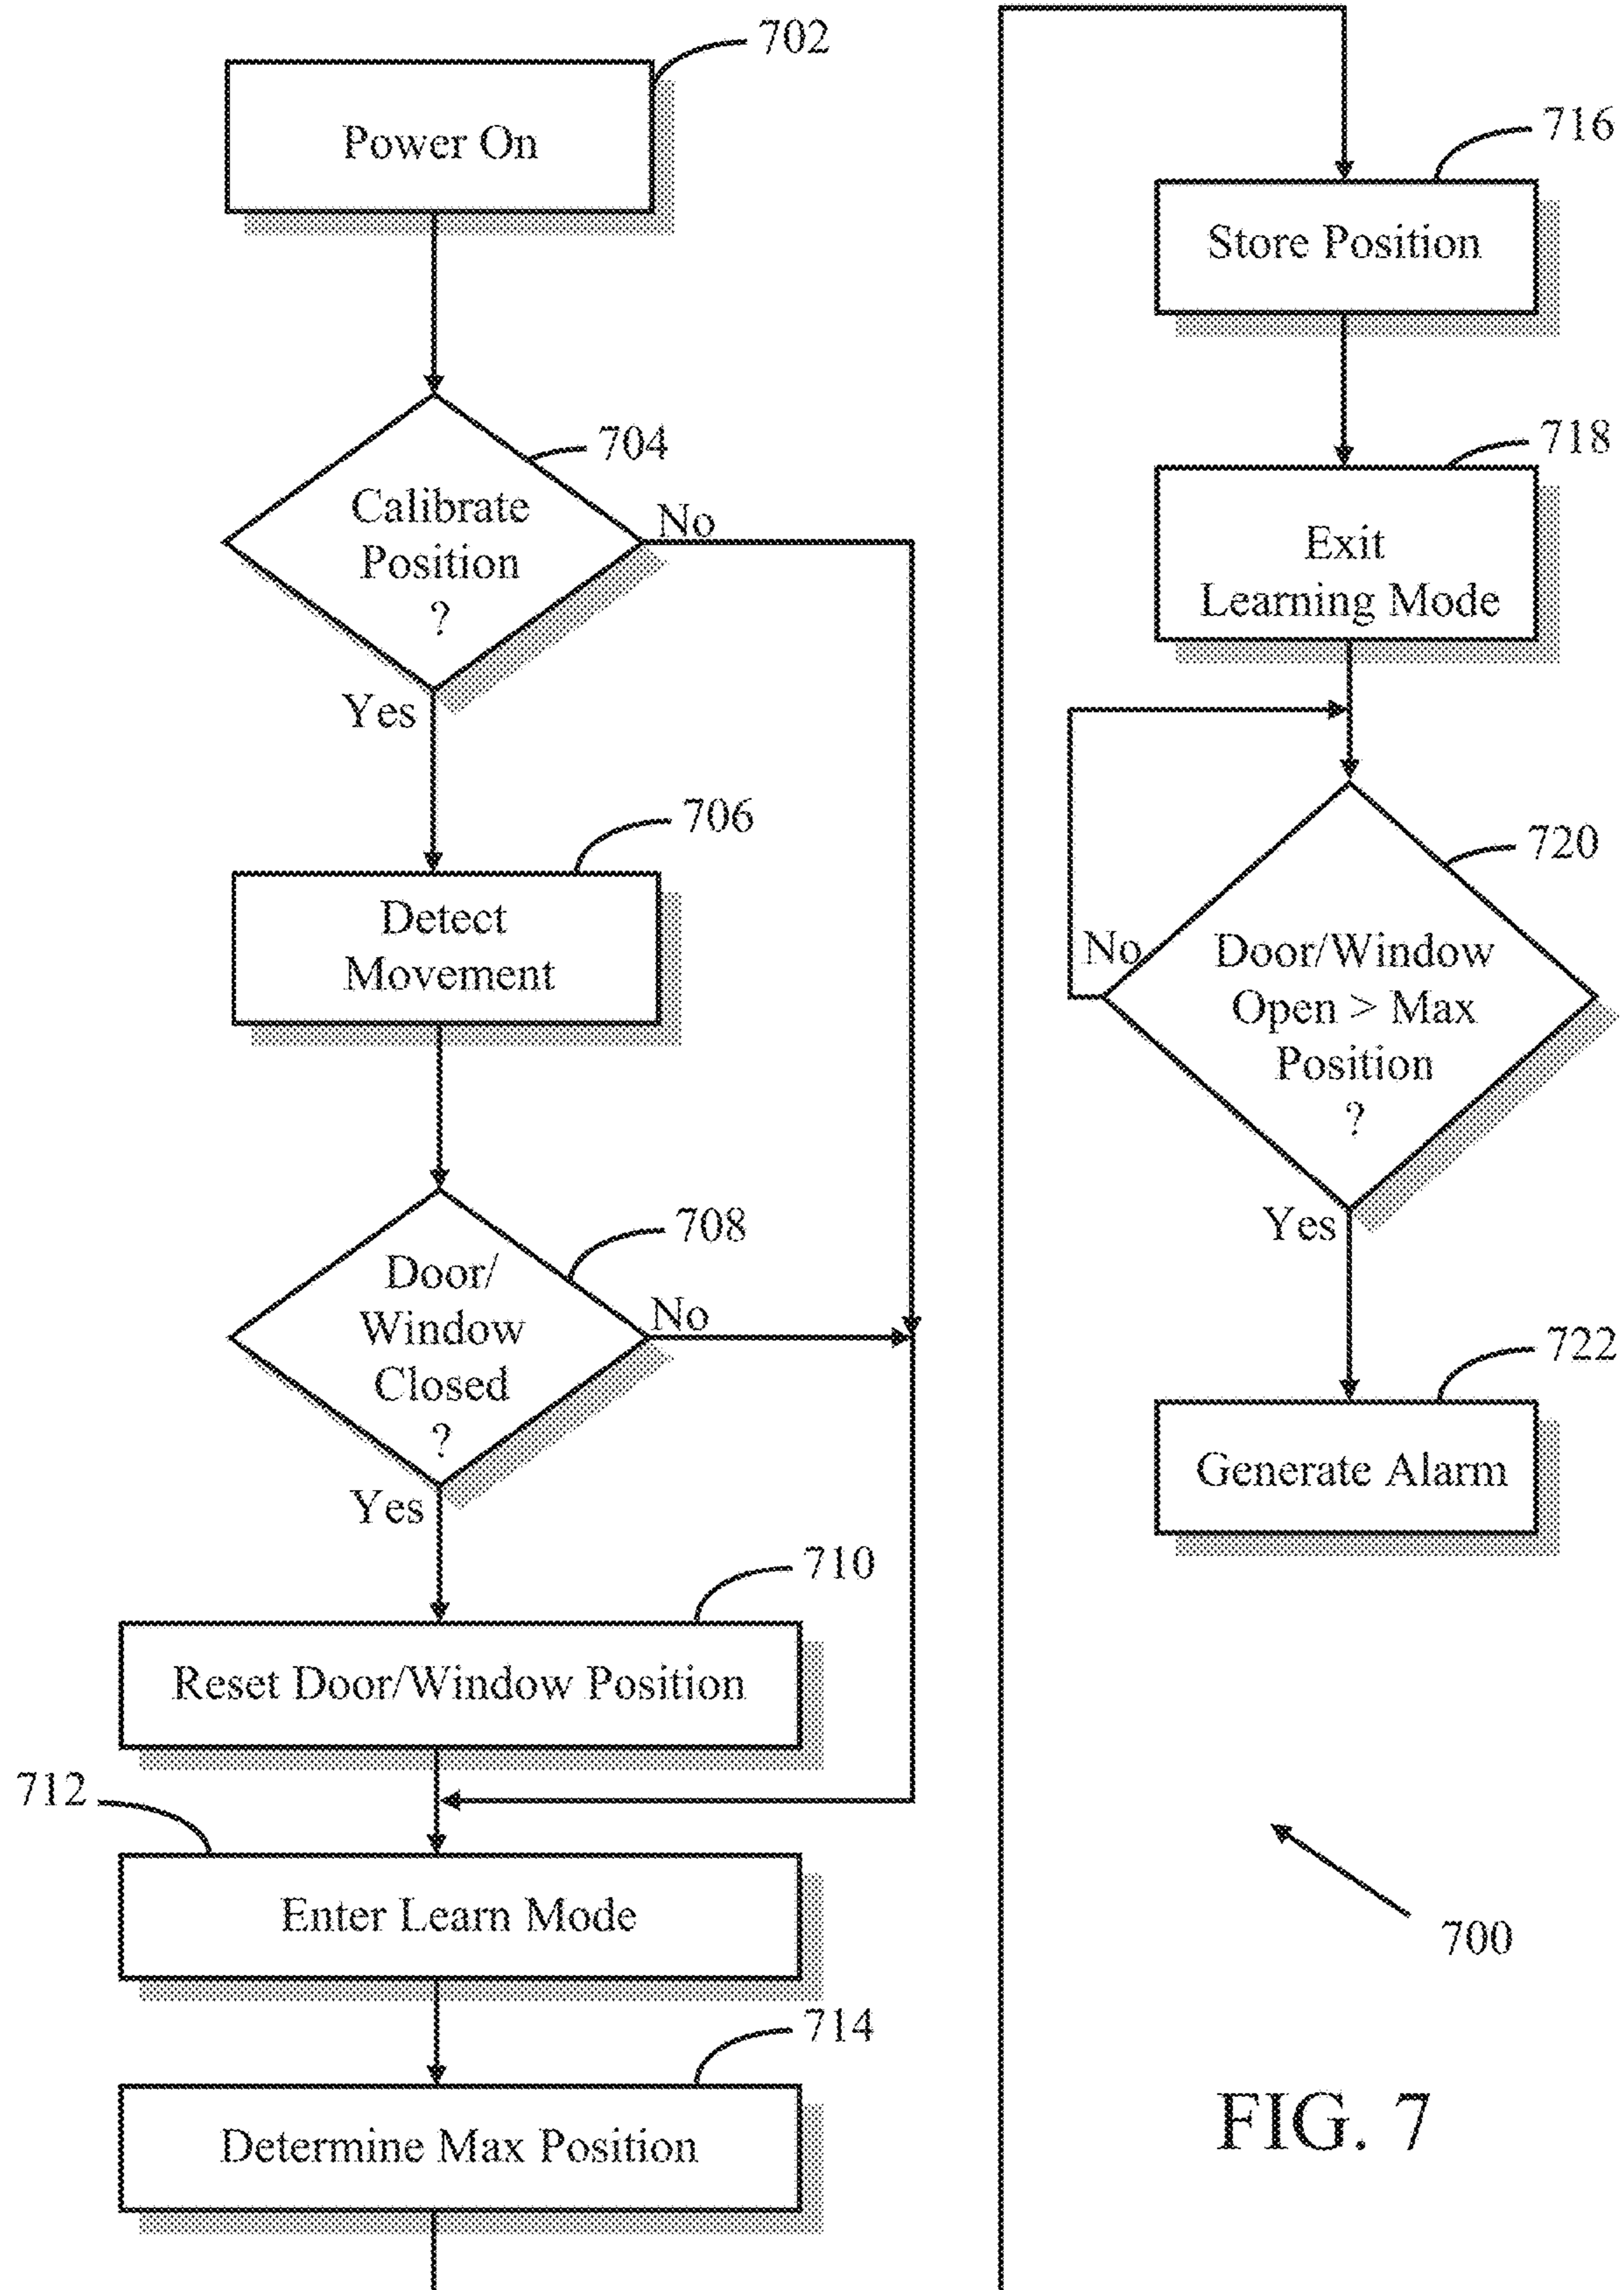 702
Power On
704
Calibrate
Position
?
No
Yes
706
Detect
Movement
708
Door/
Window
Closed
?
No
Yes
710
Reset Door/Window Position
712
Enter Learn Mode
714
Determine Max Position
716
Store Position
718
Exit
Learning Mode
720
Door/Window
Open > Max
Position
?
No
Yes
722
Generate Alarm
700
FIG. 7